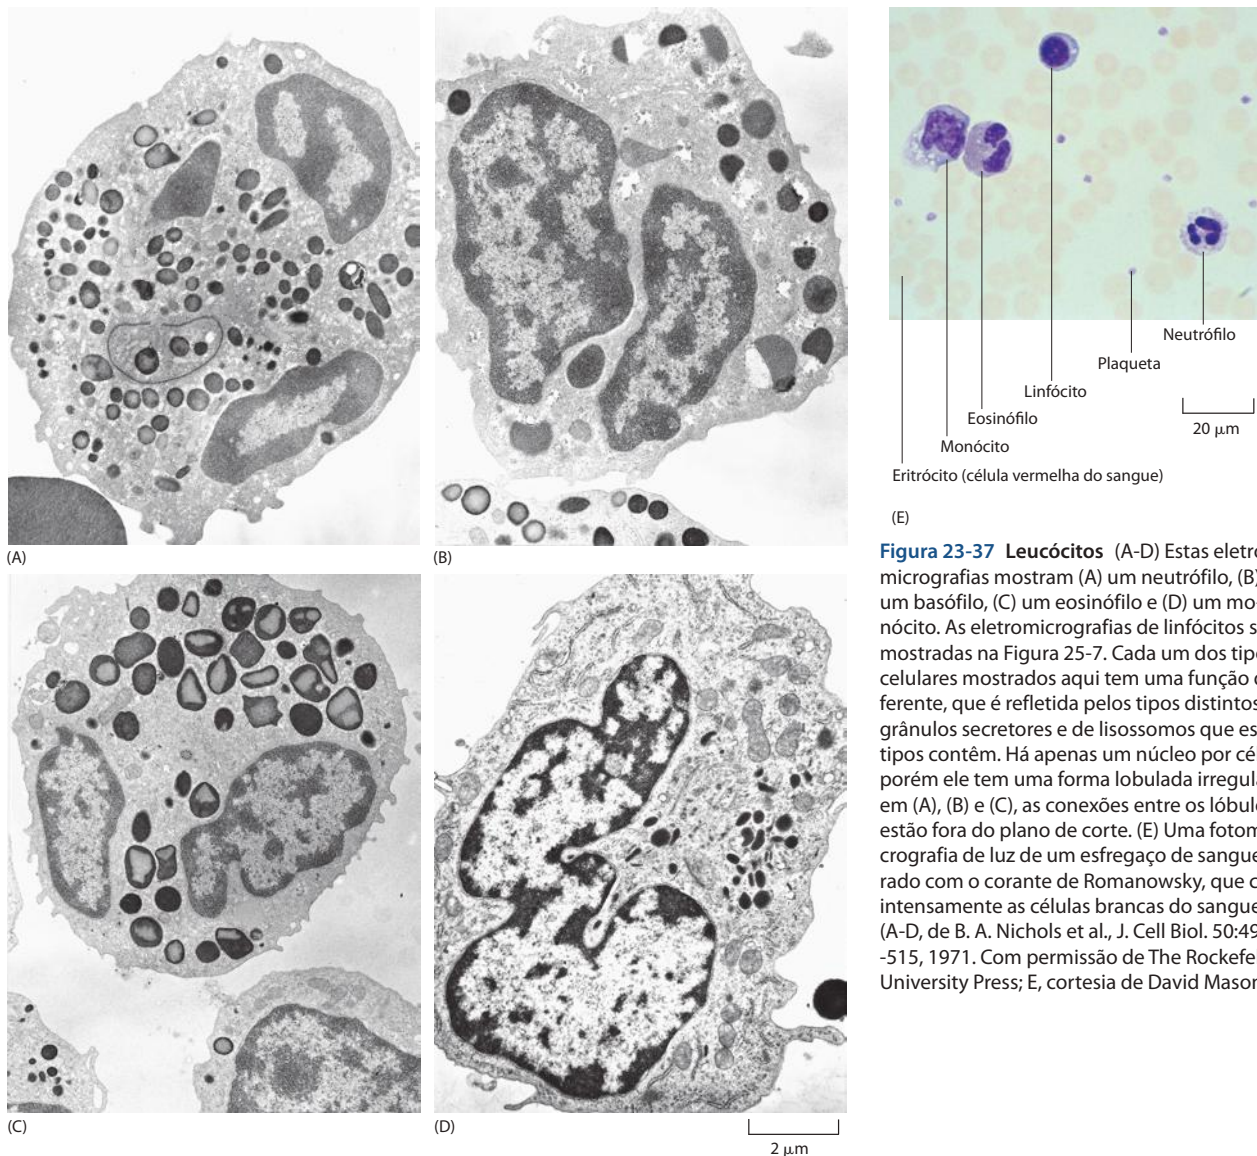 (A)
(B)
(C)
(D)
2 µm
Neutrófilo
Plaqueta
Linfócito
Eosinófilo
Monócito
Eritrócito (célula vermelha do sangue)
20 µm
(E)
Figura 23-37 Leucócitos (A-D) Estas eletro
micrografias mostram (A) um neutrófilo, (B)
um basófilo, (C) um eosinófilo e (D) um mo
nócito. As eletromicrografias de linfócitos s
mostradas na Figura 25-7. Cada um dos tipo
celulares mostrados aqui tem uma função d
ferente, que é refletida pelos tipos distintos
grânulos secretores e de lisossomos que es
tipos contêm. Há apenas um núcleo por cé
porém ele tem uma forma lobulada irregula
em (A), (B) e (C), as conexões entre os lóbul
estão fora do plano de corte. (E) Uma fotom
crografia de luz de um esfregaço de sangue
rado com o corante de Romanowsky, que c
intensamente as células brancas do sangue
(A-D, de B. A. Nichols et al., J. Cell Biol. 50:49
-515, 1971. Com permissão de The Rockefel
University Press; E, cortesia de David Mason